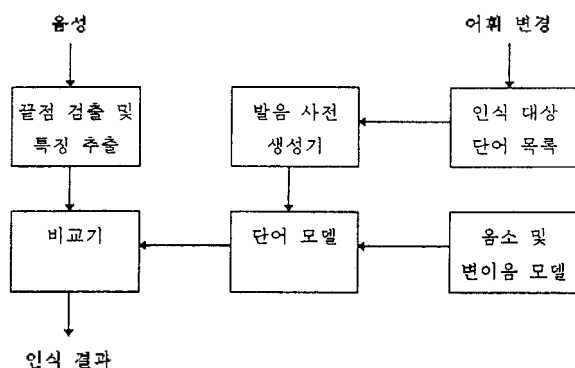 음성
어휘 변경
끝점 검출 및
특징 추출
발음 사전
생성기
인식 대상
단어 목록
비교기
단어 모델
음소 및
변이음 모델
인식 결과